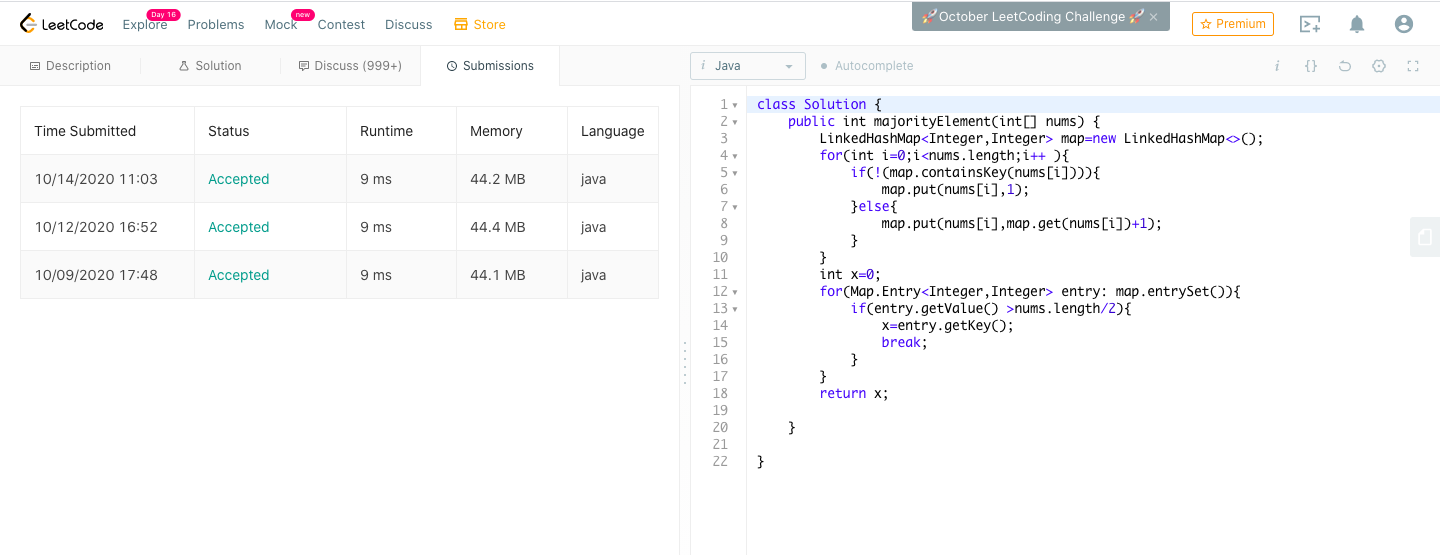 LeetCode Explore Day 16 Problems Mock new Contest Discuss Store 🚀October LeetCoding Challenge 🚀 × Premium
Description Solution Discuss (999+) Submissions i Java Autocomplete i {}
Time Submitted Status Runtime Memory Language
10/14/2020 11:03 Accepted 9 ms 44.2 MB java
10/12/2020 16:52 Accepted 9 ms 44.4 MB java
10/09/2020 17:48 Accepted 9 ms 44.1 MB java
1 class Solution {
2     public int majorityElement(int[] nums) {
3         LinkedHashMap<Integer,Integer> map=new LinkedHashMap<>();
4         for(int i=0;i<nums.length;i++ ){
5             if(!(map.containsKey(nums[i]))){
6                 map.put(nums[i],1);
7             }else{
8                 map.put(nums[i],map.get(nums[i])+1);
9             }
10         }
11         int x=0;
12         for(Map.Entry<Integer,Integer> entry: map.entrySet()){
13             if(entry.getValue() >nums.length/2){
14                 x=entry.getKey();
15                 break;
16             }
17         }
18         return x;
19
20     }
21
22 }